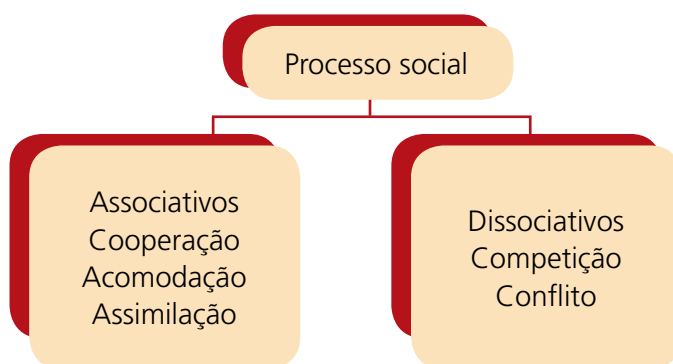 Processo social
Associativos
Cooperação
Acomodação
Assimilação
Dissociativos
Competição
Conflito